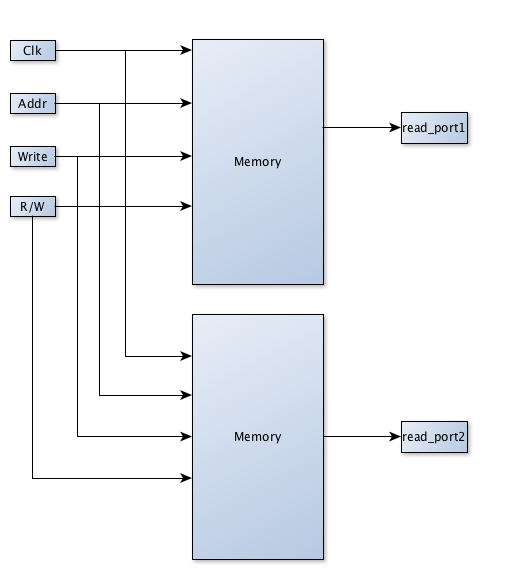 Clk
Addr
Write
R/W
Memory
read_port1
Memory
read_port2